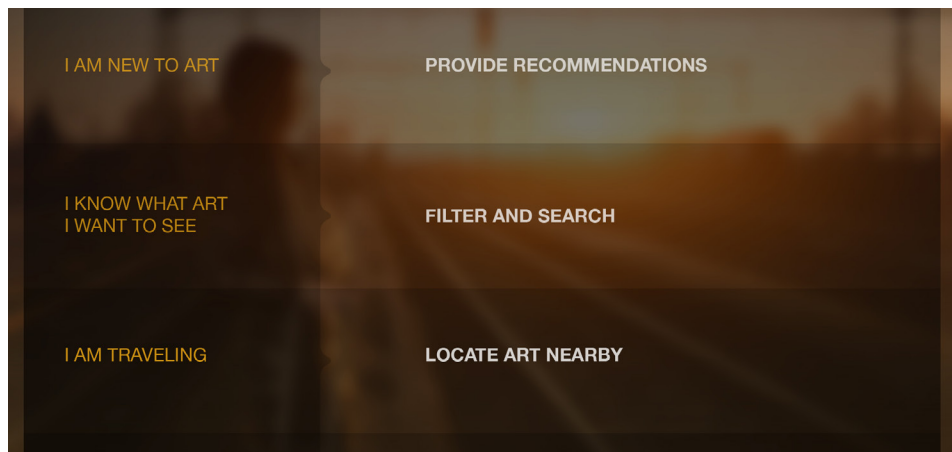 I AM NEW TO ART
PROVIDE RECOMMENDATIONS
I KNOW WHAT ART
I WANT TO SEE
FILTER AND SEARCH
I AM TRAVELING
LOCATE ART NEARBY